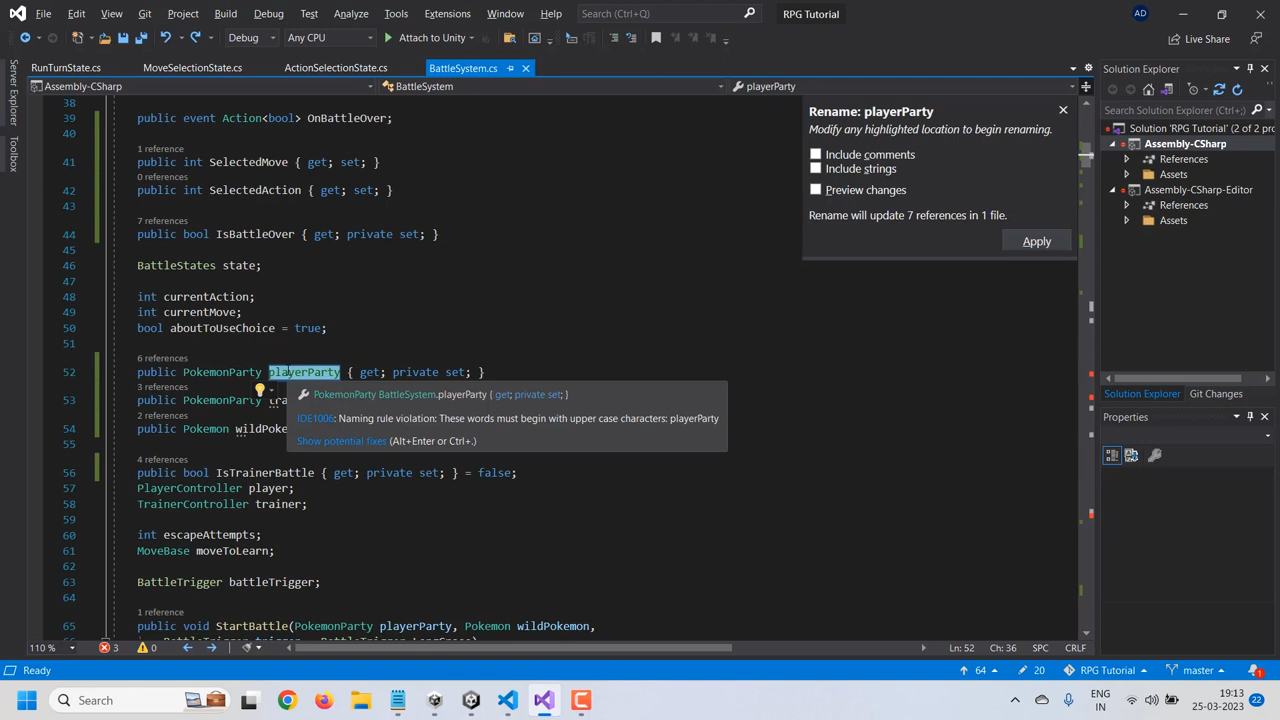 File Edit View Git Project Build Debug Test Analyze Tools Extensions Window Help Search (Ctrl+Q) RPG Tutorial AD
Debug Any CPU Attach to Unity Live Share
RunTurnState.cs MoveSelectionState.cs ActionSelectionState.cs BattleSystem.cs
Assembly-CSharp BattleSystem playerParty
Server Explorer
Toolbox
38
39 public event Action<bool> OnBattleOver;
40
1 reference
41 public int SelectedMove { get; set; }
0 references
42 public int SelectedAction { get; set; }
43
7 references
44 public bool IsBattleOver { get; private set; }
45
46 BattleStates state;
47
48 int currentAction;
49 int currentMove;
50 bool aboutToUseChoice = true;
51
6 references
52 public PokemonParty playerParty { get; private set; }
3 references
53 public PokemonParty tra
2 references
54 public Pokemon wildPoke
55
4 references
56 public bool IsTrainerBattle { get; private set; } = false;
57 PlayerController player;
58 TrainerController trainer;
59
60 int escapeAttempts;
61 MoveBase moveToLearn;
62
63 BattleTrigger battleTrigger;
64
1 reference
65 public void StartBattle(PokemonParty playerParty, Pokemon wildPokemon,
PokemonParty BattleSystem.playerParty { get; private set; }
IDE1006: Naming rule violation: These words must begin with upper case characters: playerParty
Show potential fixes (Alt+Enter or Ctrl+.)
Rename: playerParty
Modify any highlighted location to begin renaming.
Include comments
Include strings
Preview changes
Rename will update 7 references in 1 file.
Apply
Solution Explorer
Search Solution Explorer (Ctrl+;)
Solution 'RPG Tutorial' (2 of 2 pro
Assembly-CSharp
References
Assets
Assembly-CSharp-Editor
References
Assets
Solution Explorer Git Changes
Properties
110 % 3 0 Ln: 52 Ch: 36 SPC CRLF
Ready 64 20 RPG Tutorial master
Search ENG IN 19:13 25-03-2023 22